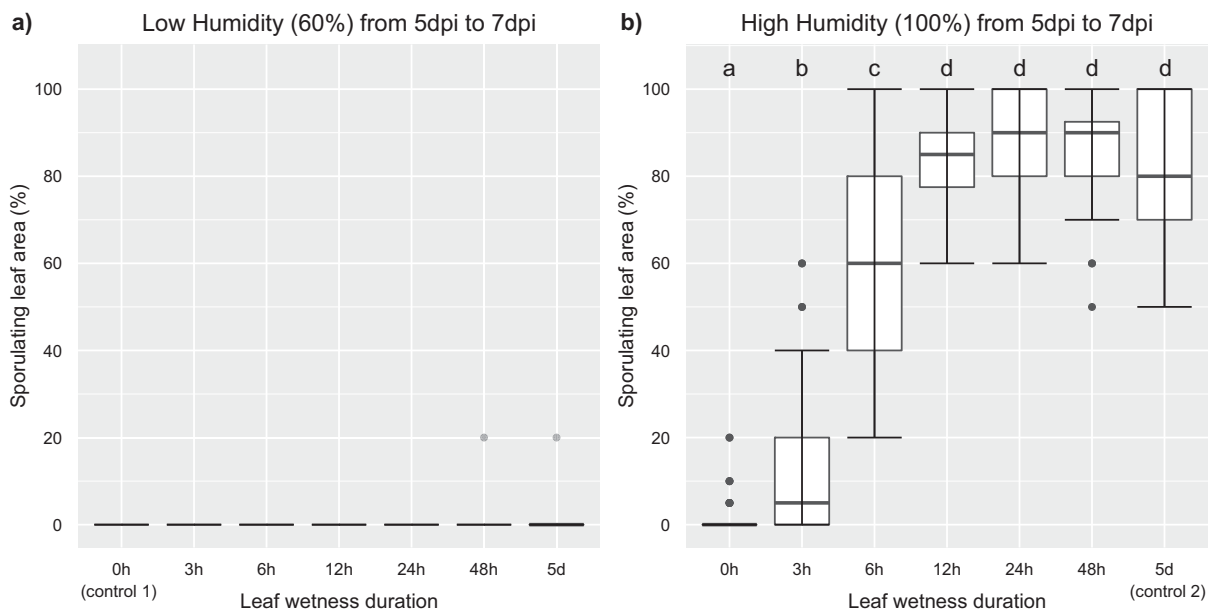 a) Low Humidity (60%) from 5dpi to 7dpi
Sporulating leaf area (%)
100
80
60
40
20
0
0h 3h 6h 12h 24h 48h 5d
(control 1)
Leaf wetness duration
b) High Humidity (100%) from 5dpi to 7dpi
a b c d d d d
Sporulating leaf area (%)
100
80
60
40
20
0
0h 3h 6h 12h 24h 48h 5d
(control 2)
Leaf wetness duration